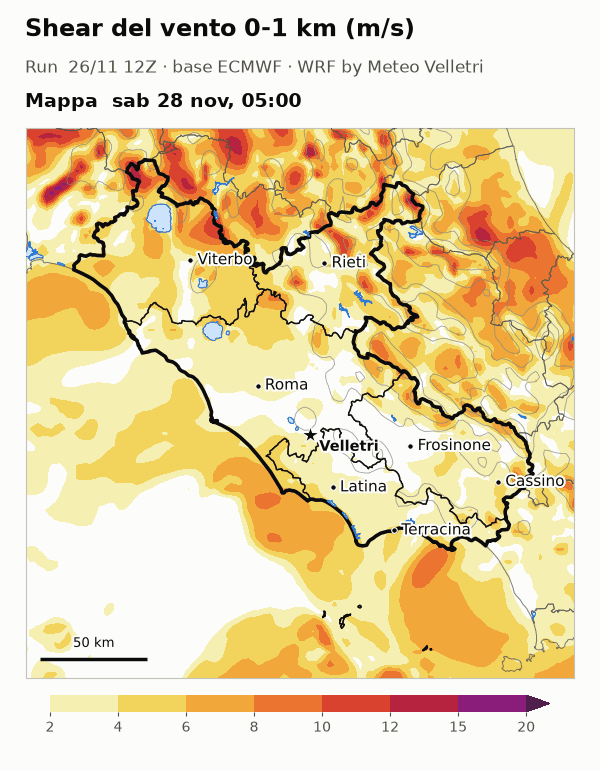 Shear del vento 0-1 km (m/s)
Run  26/11 12Z · base ECMWF · WRF by Meteo Velletri
Mappa  sab 28 nov, 05:00
Viterbo
Rieti
Roma
Velletri
Frosinone
Cassino
Latina
Terracina
50 km
2 4 6 8 10 12 15 20